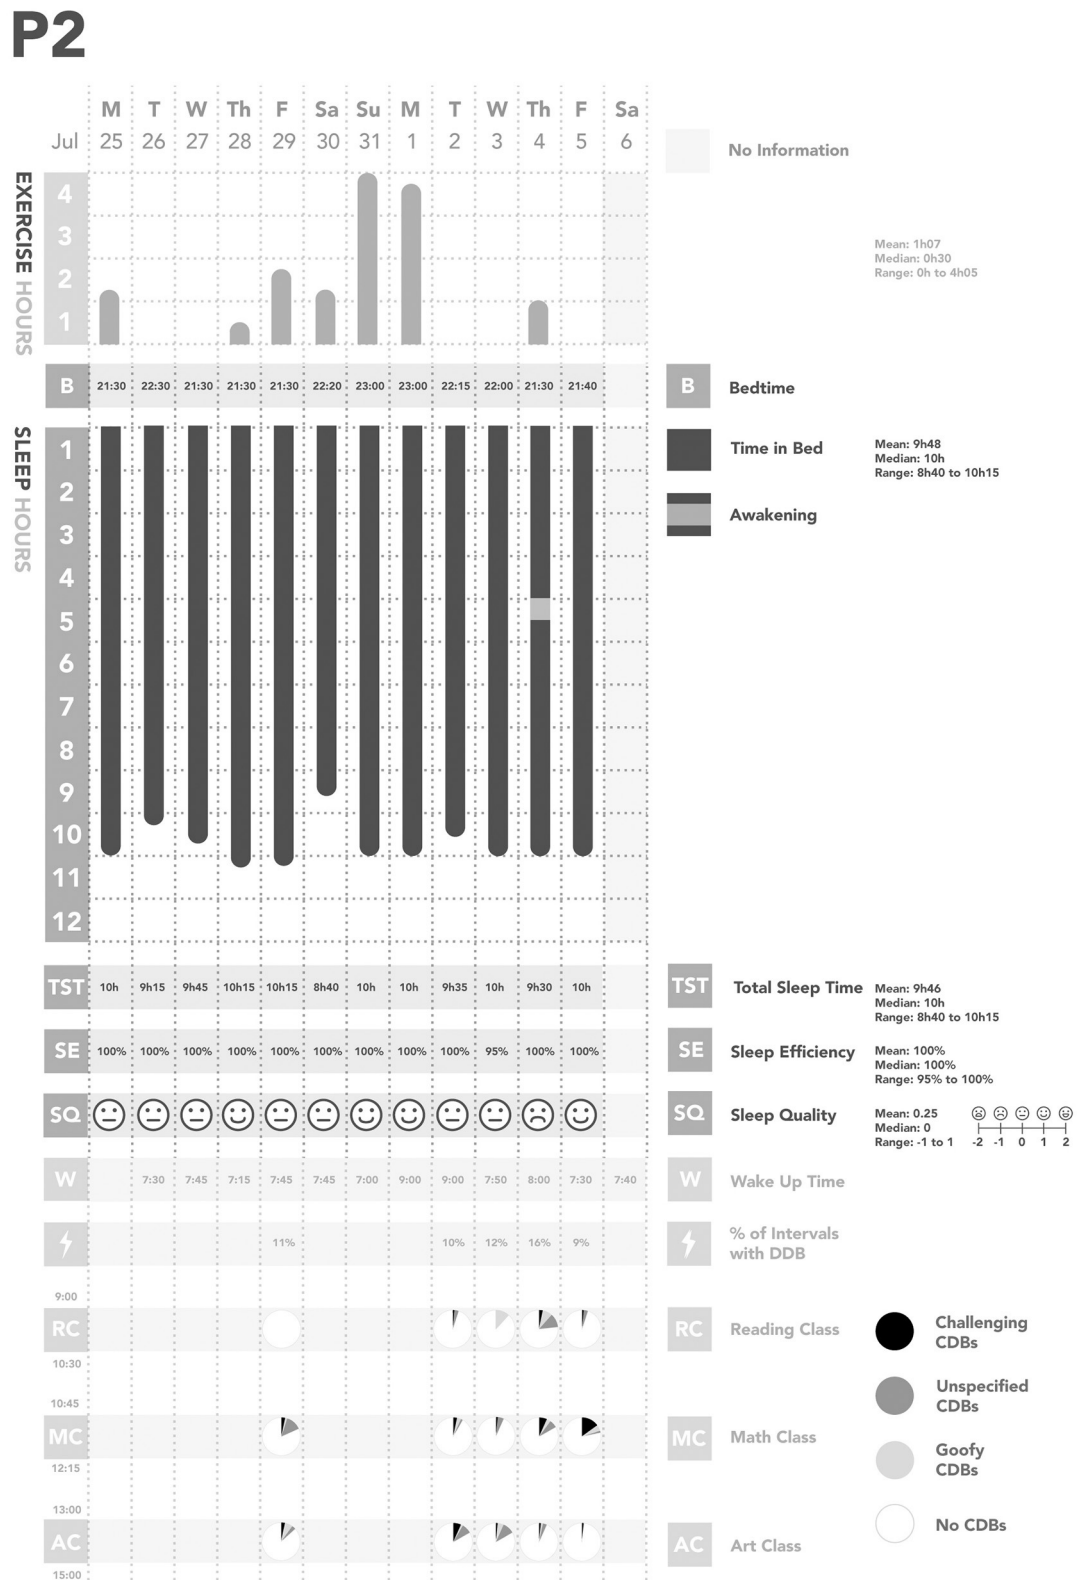 P2
M T W Th F Sa Su M T W Th F Sa
Jul 25 26 27 28 29 30 31 1 2 3 4 5 6
No Information
EXERCISE HOURS
4
3
2
1
Mean: 1h07
Median: 0h30
Range: 0h to 4h05
B 21:30 22:30 21:30 21:30 21:30 22:20 23:00 23:00 22:15 22:00 21:30 21:40
B Bedtime
SLEEP HOURS
1
2
3
4
5
6
7
8
9
10
11
12
Time in Bed
Mean: 9h48
Median: 10h
Range: 8h40 to 10h15
Awakening
TST 10h 9h15 9h45 10h15 10h15 8h40 10h 10h 9h35 10h 9h30 10h
TST Total Sleep Time
Mean: 9h46
Median: 10h
Range: 8h40 to 10h15
SE 100% 100% 100% 100% 100% 100% 100% 100% 100% 95% 100% 100%
SE Sleep Efficiency
Mean: 100%
Median: 100%
Range: 95% to 100%
SQ
SQ Sleep Quality
Mean: 0.25
Median: 0
Range: -1 to 1
-2 -1 0 1 2
W 7:30 7:45 7:15 7:45 7:45 7:00 9:00 9:00 7:50 8:00 7:30 7:40
W Wake Up Time
11% 10% 12% 16% 9%
% of Intervals
with DDB
9:00
RC
10:30
RC Reading Class
10:45
MC
12:15
MC Math Class
13:00
AC
15:00
AC Art Class
Challenging
CDBs
Unspecified
CDBs
Goofy
CDBs
No CDBs